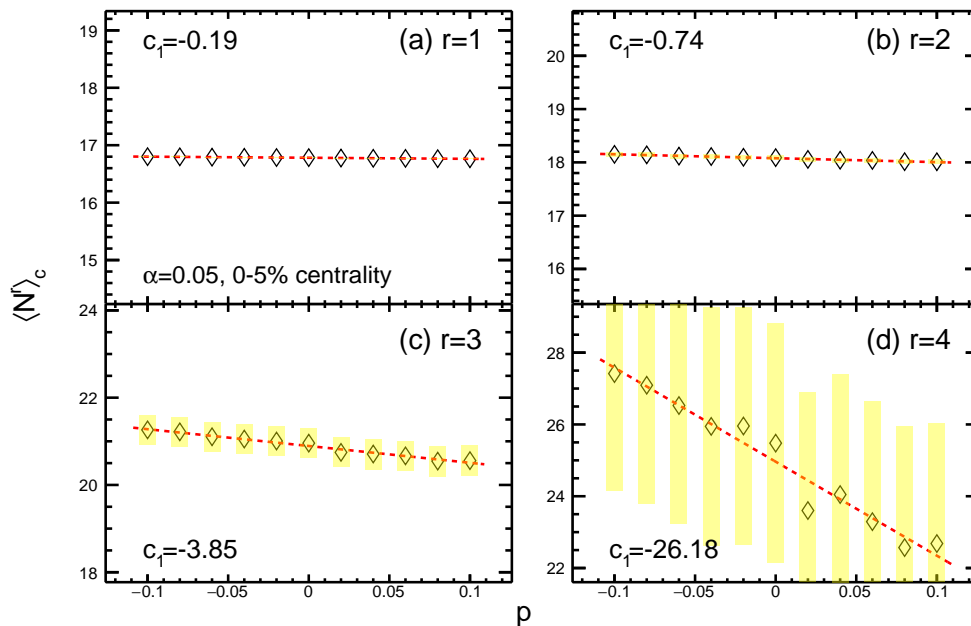 c₁=-0.19
(a) r=1
19
18
17
16
15
α=0.05, 0-5% centrality
c₁=-0.74
(b) r=2
20
19
18
17
16
⟨Nʳ⟩c
(c) r=3
24
22
20
18
c₁=-3.85
−0.1
−0.05
0
0.05
0.1
(d) r=4
28
26
24
22
c₁=-26.18
−0.1
−0.05
0
0.05
0.1
p